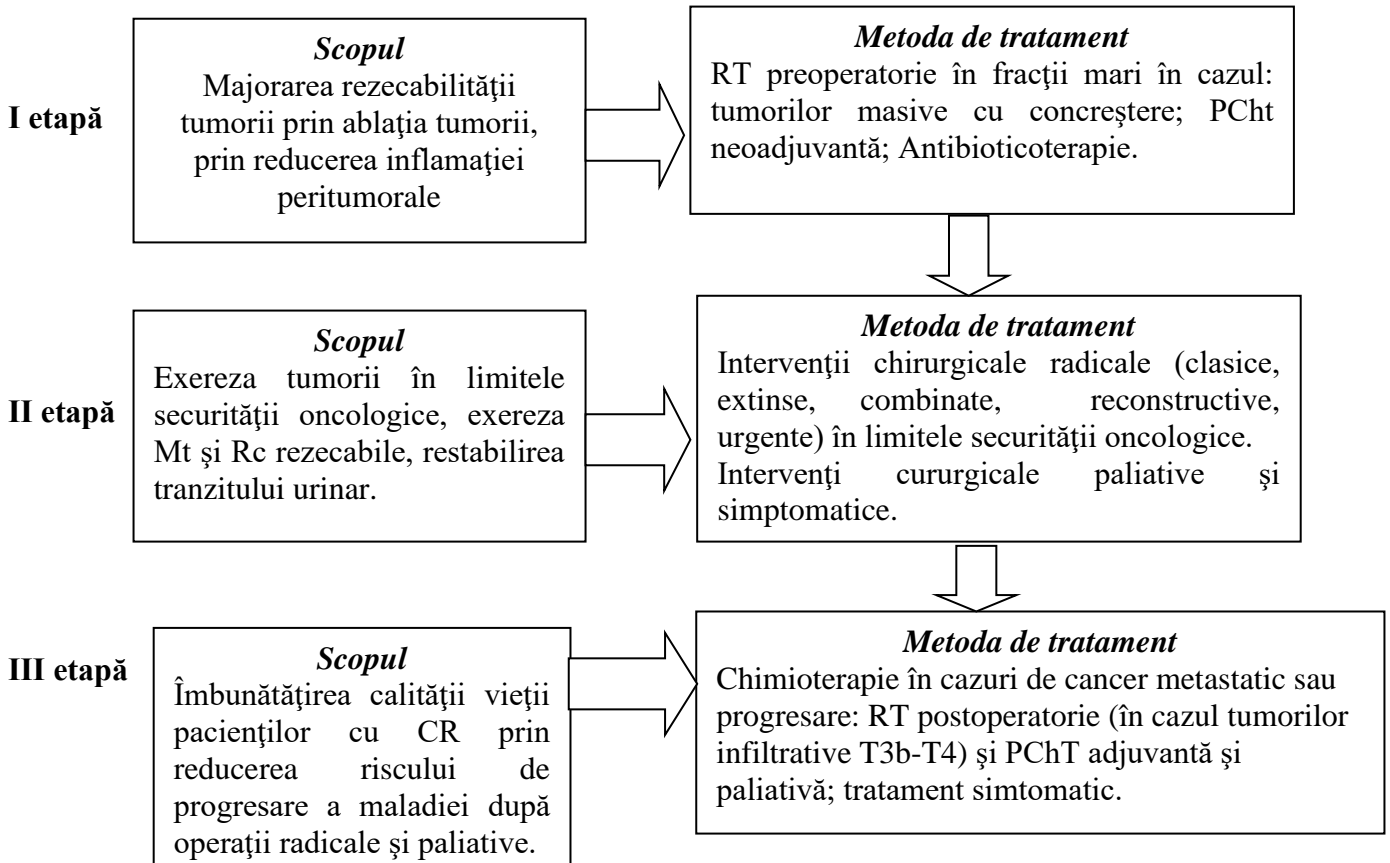 I etapă
Scopul
Majorarea rezecabilităţii
tumorii prin ablaţia tumorii,
prin reducerea inflamaţiei
peritumorale
Metoda de tratament
RT preoperatorie în fracţii mari în cazul:
tumorilor masive cu concreştere; PCht
neoadjuvantă; Antibioticoterapie.
II etapă
Scopul
Exereza tumorii în limitele
securităţii oncologice, exereza
Mt şi Rc rezecabile, restabilirea
tranzitului urinar.
Metoda de tratament
Intervenţii chirurgicale radicale (clasice,
extinse, combinate, reconstructive,
urgente) în limitele securităţii oncologice.
Intervenţi cururgicale paliative şi
simptomatice.
III etapă
Scopul
Îmbunătăţirea calităţii vieţii
pacienţilor cu CR prin
reducerea riscului de
progresare a maladiei după
operaţii radicale şi paliative.
Metoda de tratament
Chimioterapie în cazuri de cancer metastatic sau
progresare: RT postoperatorie (în cazul tumorilor
infiltrative T3b-T4) şi PChT adjuvantă şi
paliativă; tratament simtomatic.